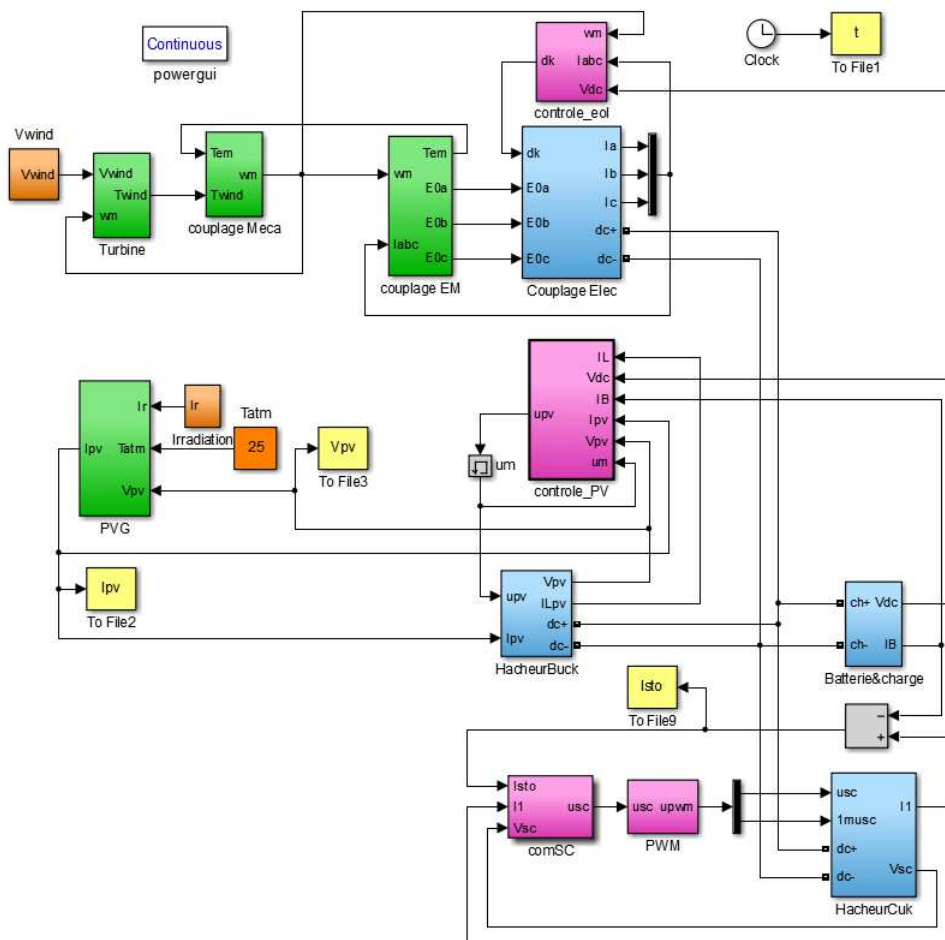 Continuous
powergui
wm
Iabc
dk
Vdc
controle_eol
Clock
t
To File1
Vwind
Vwind
Vwind
Twind
wm
Turbine
Tem
wm
Twind
couplage Meca
Tem
wm
E0a
E0b
Iabc
E0c
couplage EM
dk
Ia
E0a
Ib
Ic
E0b
dc+
E0c
dc-
Couplage Elec
IL
Vdc
IB
upv
Ipv
Vpv
um
controle_PV
um
Ir
Ir
Irradiation
Tatm
25
Ipv
Tatm
Vpv
PVG
Vpv
To File3
Ipv
To File2
Vpv
upv
ILpv
dc+
Ipv
dc-
HacheurBuck
ch+
Vdc
ch-
IB
Batterie&charge
Isto
To File9
−
+
Isto
I1
usc
Vsc
comSC
usc upwm
PWM
usc
I1
1musc
dc+
Vsc
dc-
HacheurCuk